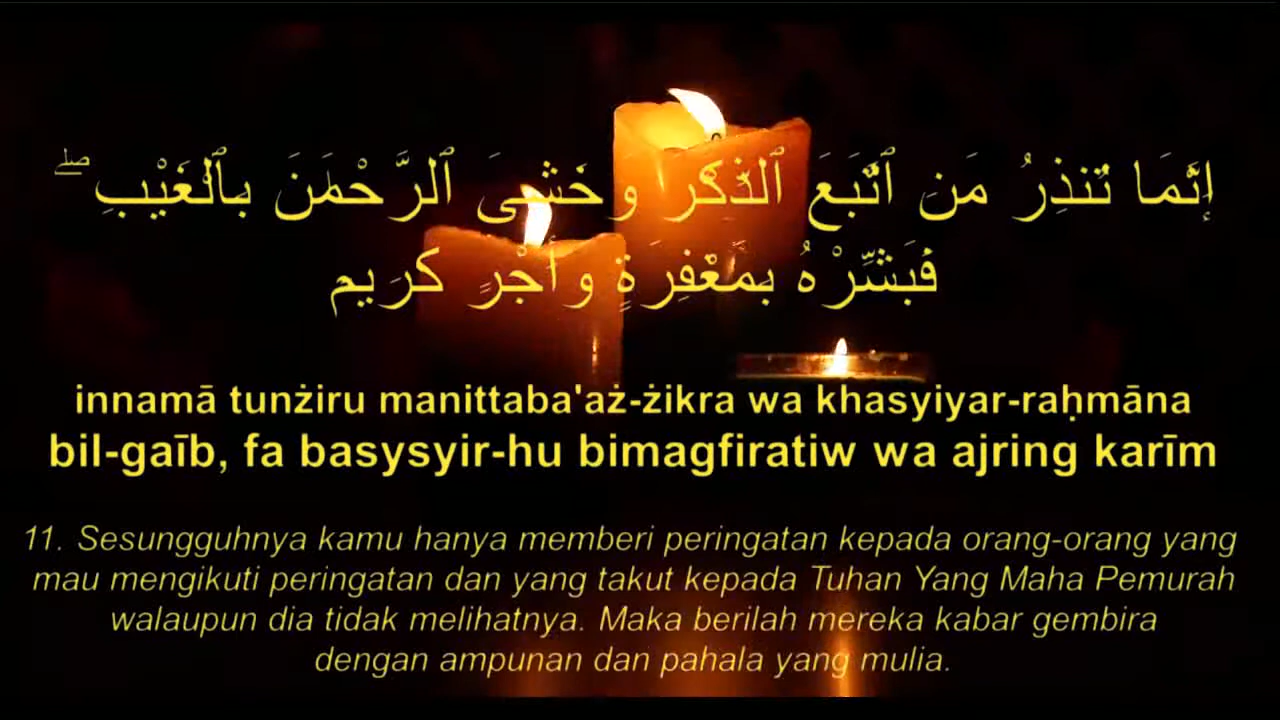 إِنَّمَا تُنذِرُ مَنِ ٱتَّبَعَ ٱلذِّكْرَ وَخَشِىَ ٱلرَّحْمَٰنَ بِٱلْغَيْبِ ۖ
فَبَشِّرْهُ بِمَغْفِرَةٍ وَأَجْرٍ كَرِيم
innamā tunżiru manittaba'aż-żikra wa khasyiyar-raḥmāna
bil-gaīb, fa basysyir-hu bimagfiratiw wa ajring karīm
11. Sesungguhnya kamu hanya memberi peringatan kepada orang-orang yang
mau mengikuti peringatan dan yang takut kepada Tuhan Yang Maha Pemurah
walaupun dia tidak melihatnya. Maka berilah mereka kabar gembira
dengan ampunan dan pahala yang mulia.